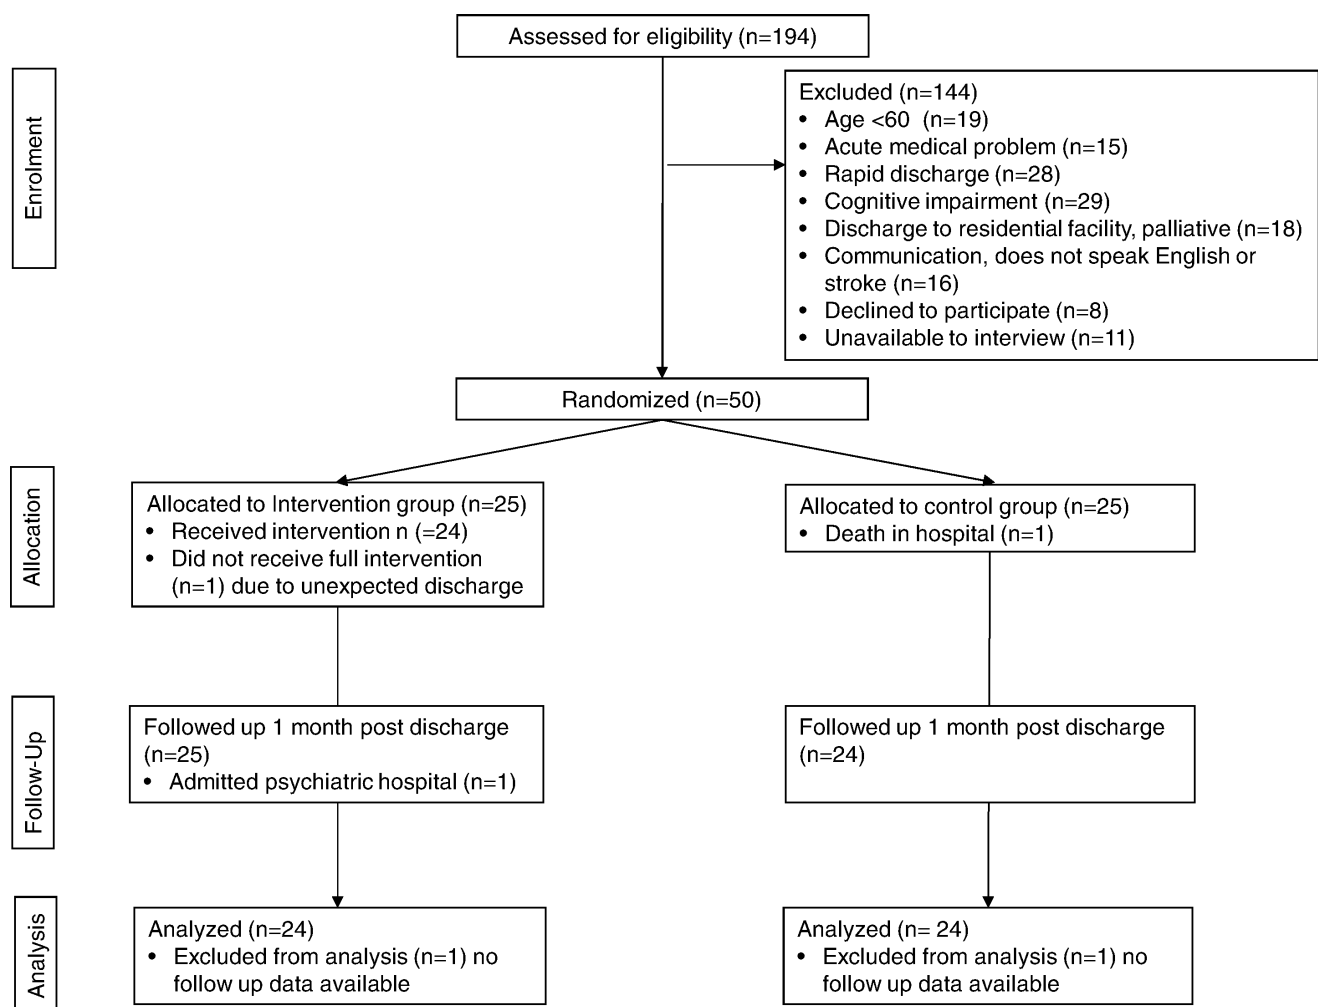 Assessed for eligibility (n=194)
Enrolment
Excluded (n=144)
• Age <60 (n=19)
• Acute medical problem (n=15)
• Rapid discharge (n=28)
• Cognitive impairment (n=29)
• Discharge to residential facility, palliative (n=18)
• Communication, does not speak English or
stroke (n=16)
• Declined to participate (n=8)
• Unavailable to interview (n=11)
Randomized (n=50)
Allocation
Allocated to Intervention group (n=25)
• Received intervention n (=24)
• Did not receive full intervention
(n=1) due to unexpected discharge
Allocated to control group (n=25)
• Death in hospital (n=1)
Follow-Up
Followed up 1 month post discharge
(n=25)
• Admitted psychiatric hospital (n=1)
Followed up 1 month post discharge
(n=24)
Analysis
Analyzed (n=24)
• Excluded from analysis (n=1) no
follow up data available
Analyzed (n= 24)
• Excluded from analysis (n=1) no
follow up data available